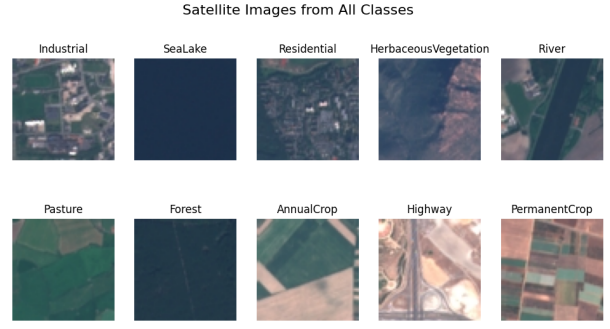 Satellite Images from All Classes
Industrial
SeaLake
Residential
HerbaceousVegetation
River
Pasture
Forest
AnnualCrop
Highway
PermanentCrop